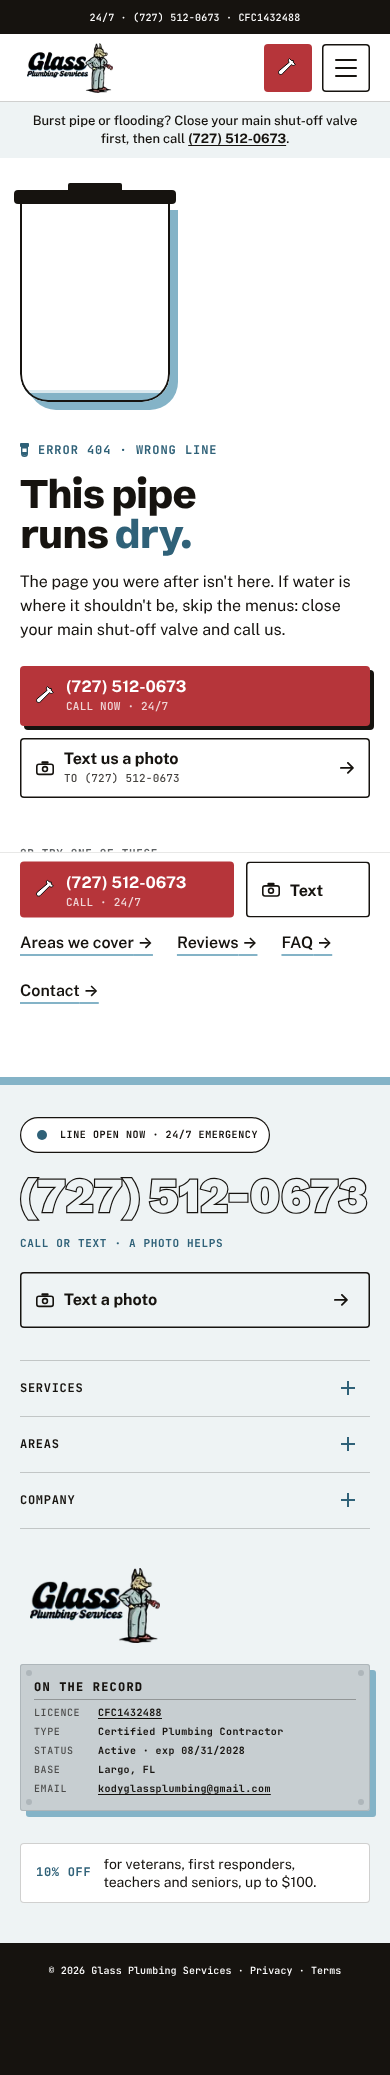 24/7 · (727) 512-0673 · CFC1432488
Glass
Plumbing Services
Burst pipe or flooding? Close your main shut-off valve
first, then call (727) 512-0673.
ERROR 404 · WRONG LINE
This pipe
runs dry.
The page you were after isn't here. If water is
where it shouldn't be, skip the menus: close
your main shut-off valve and call us.
(727) 512-0673
CALL NOW · 24/7
Text us a photo
TO (727) 512-0673
OR TRY ONE OF THESE
(727) 512-0673
CALL · 24/7
Text
Areas we cover → Reviews → FAQ →
Contact →
LINE OPEN NOW · 24/7 EMERGENCY
(727) 512-0673
CALL OR TEXT · A PHOTO HELPS
Text a photo
SERVICES
AREAS
COMPANY
Glass
Plumbing Services
ON THE RECORD
LICENCE CFC1432488
TYPE Certified Plumbing Contractor
STATUS Active · exp 08/31/2028
BASE Largo, FL
EMAIL kodyglassplumbing@gmail.com
10% OFF for veterans, first responders,
teachers and seniors, up to $100.
© 2026 Glass Plumbing Services · Privacy · Terms